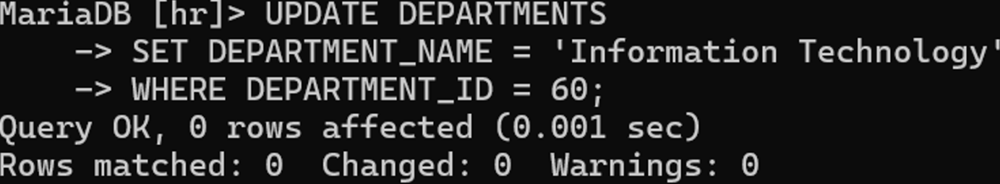 MariaDB [hr]> UPDATE DEPARTMENTS
-> SET DEPARTMENT_NAME = 'Information Technology'
-> WHERE DEPARTMENT_ID = 60;
Query OK, 0 rows affected (0.001 sec)
Rows matched: 0  Changed: 0  Warnings: 0